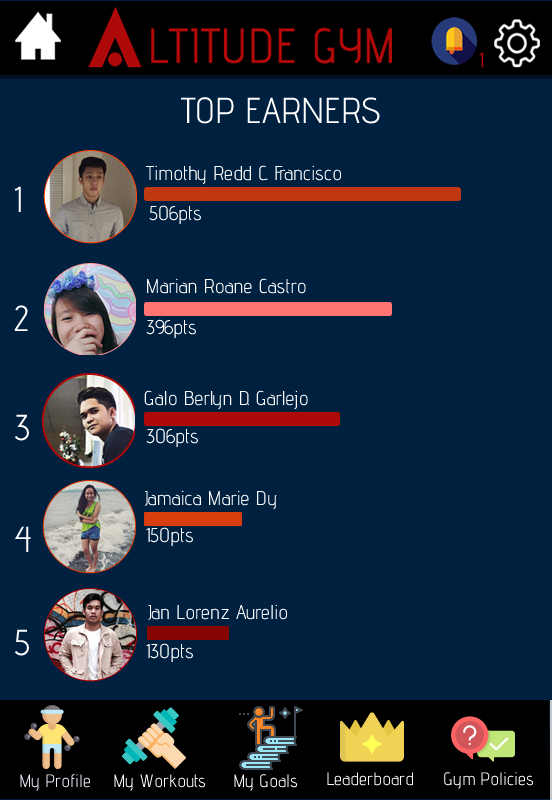 ALTITUDE GYM
1
TOP EARNERS
1
Timothy Redd C. Francisco
506pts
2
Marian Roane Castro
396pts
3
Galo Berlyn D. Garlejo
306pts
4
Jamaica Marie Dy
150pts
5
Jan Lorenz Aurelio
130pts
?
My Profile
My Workouts
My Goals
Leaderboard
Gym Policies